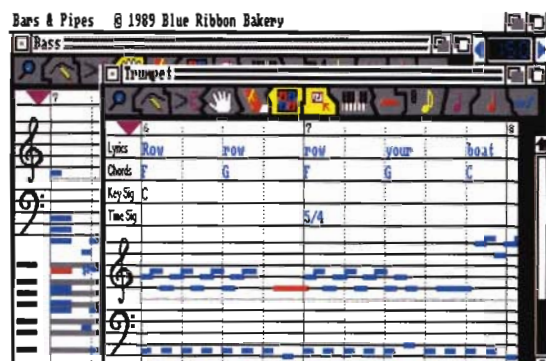 Bars & Pipes © 1989 Blue Ribbon Bakery
Bass
Trumpet
7
6 7 8
Lyrics Row row row your boat
Chords F G F G C
Key Sig C
Time Sig 5/4